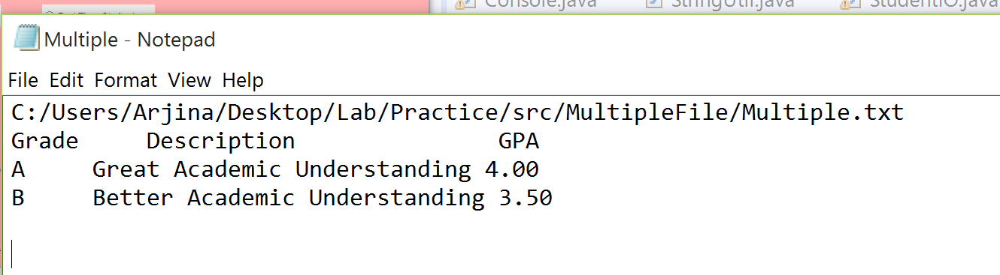 Console.java StringUtil.java StudentIO.java
Multiple - Notepad
File Edit Format View Help
C:/Users/Arjina/Desktop/Lab/Practice/src/MultipleFile/Multiple.txt
Grade     Description               GPA
A     Great Academic Understanding 4.00
B     Better Academic Understanding 3.50